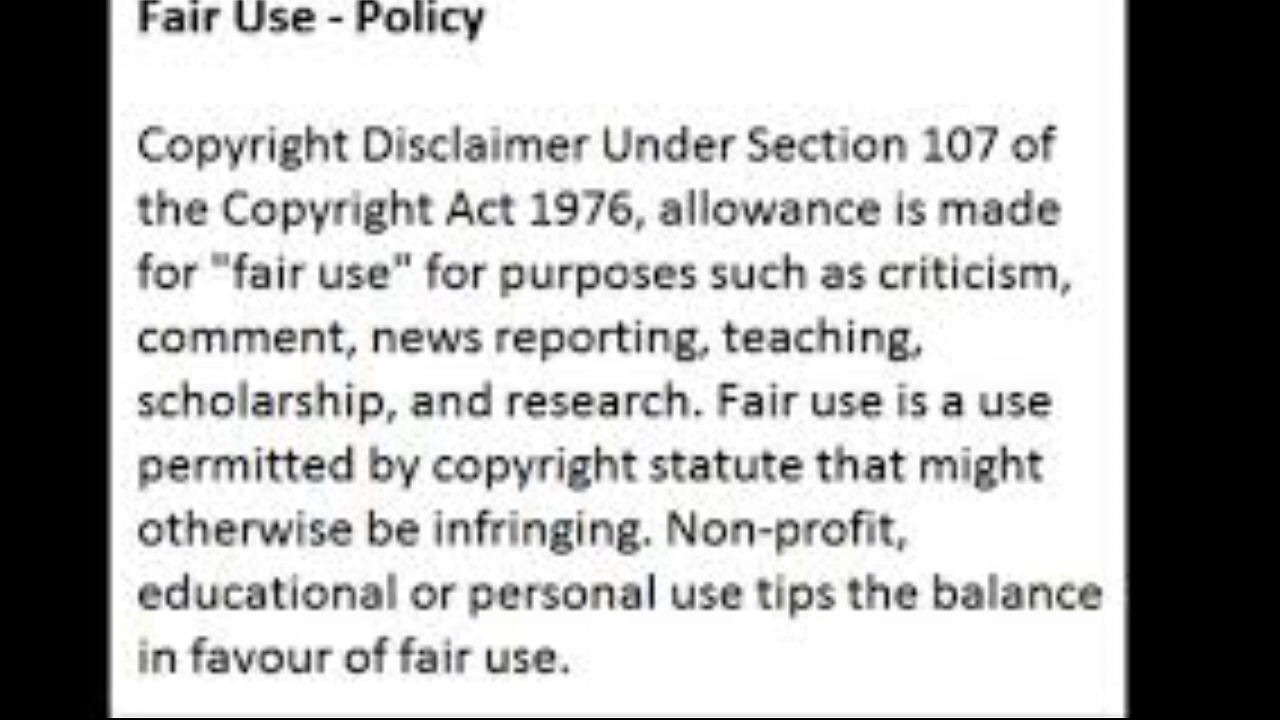 Fair Use - Policy
Copyright Disclaimer Under Section 107 of
the Copyright Act 1976, allowance is made
for "fair use" for purposes such as criticism,
comment, news reporting, teaching,
scholarship, and research. Fair use is a use
permitted by copyright statute that might
otherwise be infringing. Non-profit,
educational or personal use tips the balance
in favour of fair use.